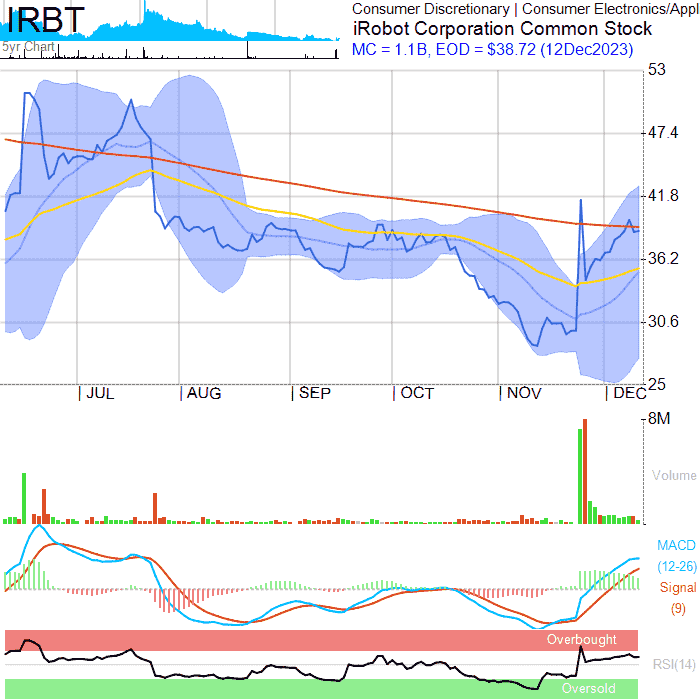 IRBT
Consumer Discretionary | Consumer Electronics/Appl
iRobot Corporation Common Stock
MC = 1.1B, EOD = $38.72 (12Dec2023)
5yr Chart
53
47.4
41.8
36.2
30.6
25
JUL
AUG
SEP
OCT
NOV
DEC
8M
Volume
MACD
(12-26)
Signal
(9)
Overbought
RSI(14)
Oversold